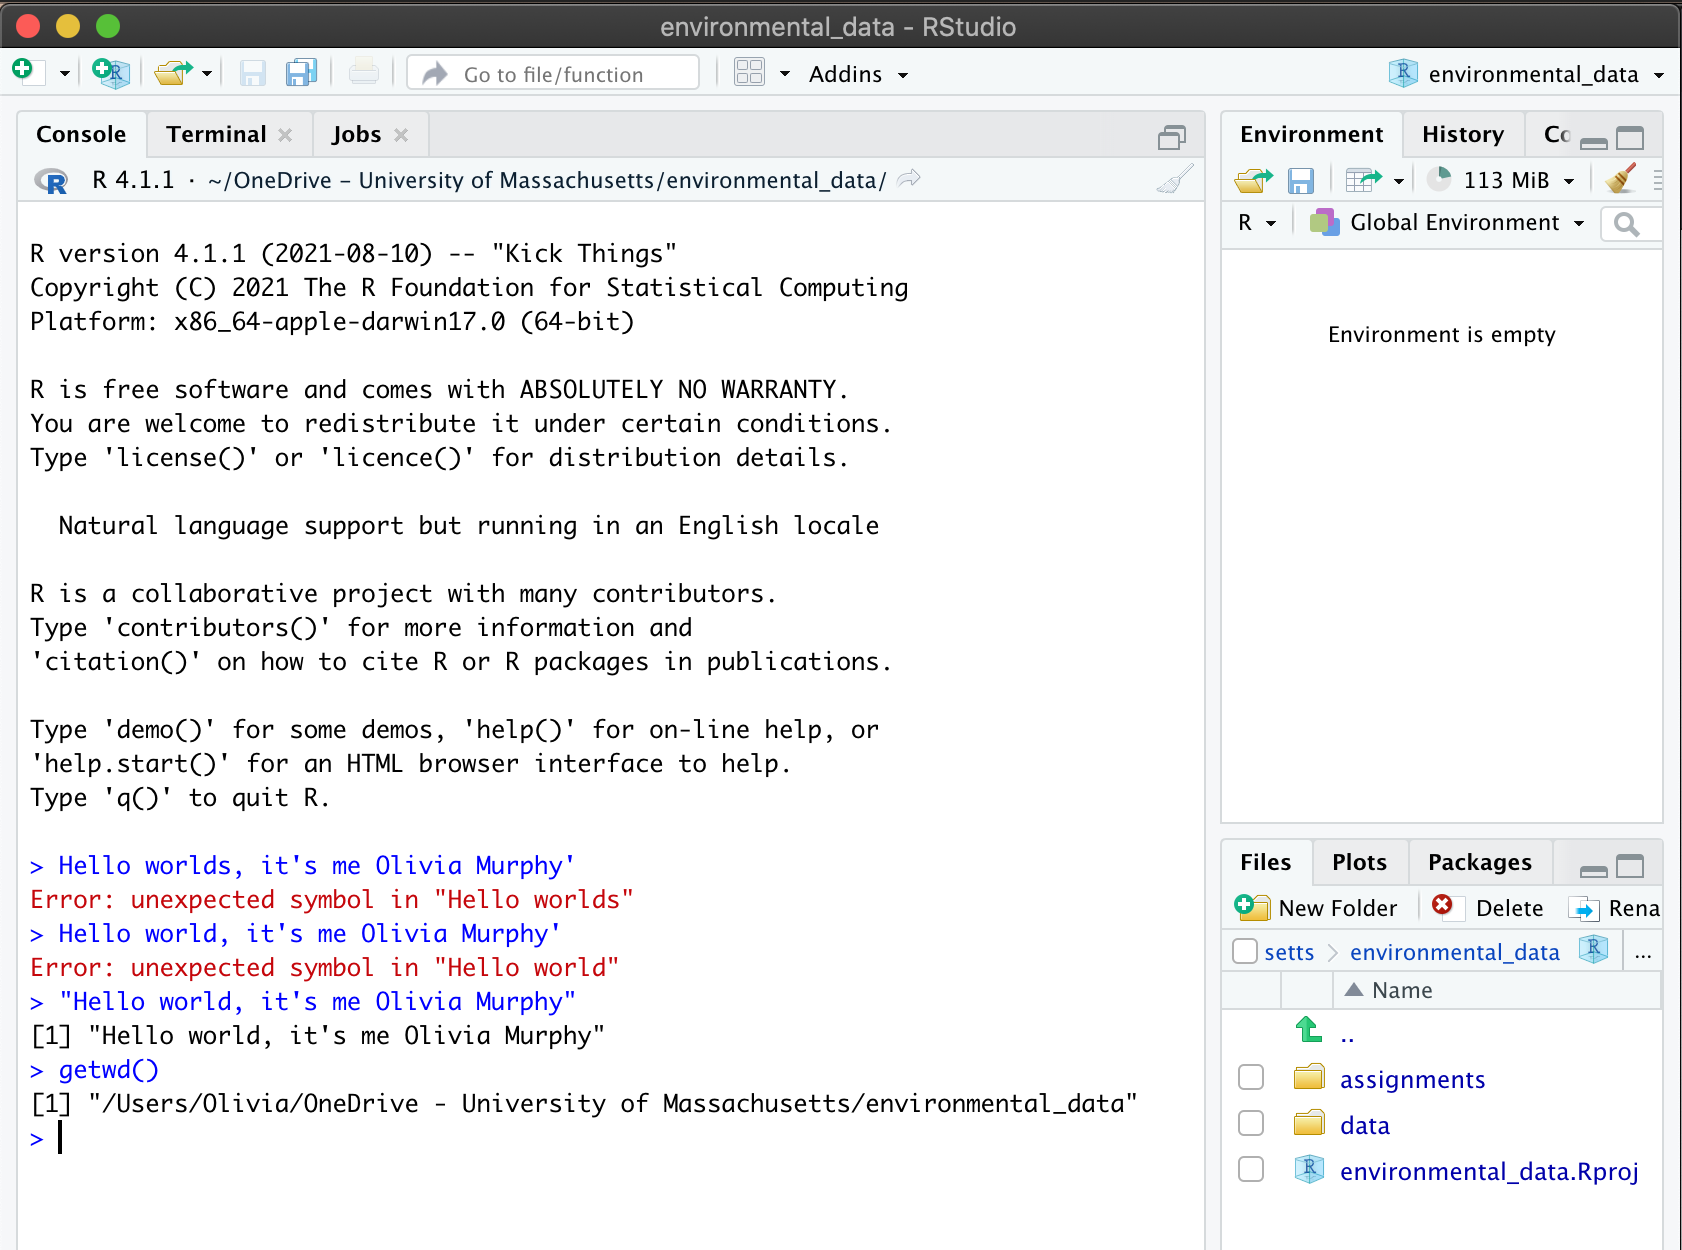 environmental_data - RStudio
Go to file/function
Addins
environmental_data
Console Terminal Jobs
R 4.1.1 · ~/OneDrive – University of Massachusetts/environmental_data/
R version 4.1.1 (2021-08-10) -- "Kick Things"
Copyright (C) 2021 The R Foundation for Statistical Computing
Platform: x86_64-apple-darwin17.0 (64-bit)
R is free software and comes with ABSOLUTELY NO WARRANTY.
You are welcome to redistribute it under certain conditions.
Type 'license()' or 'licence()' for distribution details.
Natural language support but running in an English locale
R is a collaborative project with many contributors.
Type 'contributors()' for more information and
'citation()' on how to cite R or R packages in publications.
Type 'demo()' for some demos, 'help()' for on-line help, or
'help.start()' for an HTML browser interface to help.
Type 'q()' to quit R.
> Hello worlds, it's me Olivia Murphy'
Error: unexpected symbol in "Hello worlds"
> Hello world, it's me Olivia Murphy'
Error: unexpected symbol in "Hello world"
> "Hello world, it's me Olivia Murphy"
[1] "Hello world, it's me Olivia Murphy"
> getwd()
[1] "/Users/Olivia/OneDrive - University of Massachusetts/environmental_data"
>
Environment History Co
113 MiB
R Global Environment
Environment is empty
Files Plots Packages
New Folder Delete Rena
setts > environmental_data ...
Name
..
assignments
data
environmental_data.Rproj